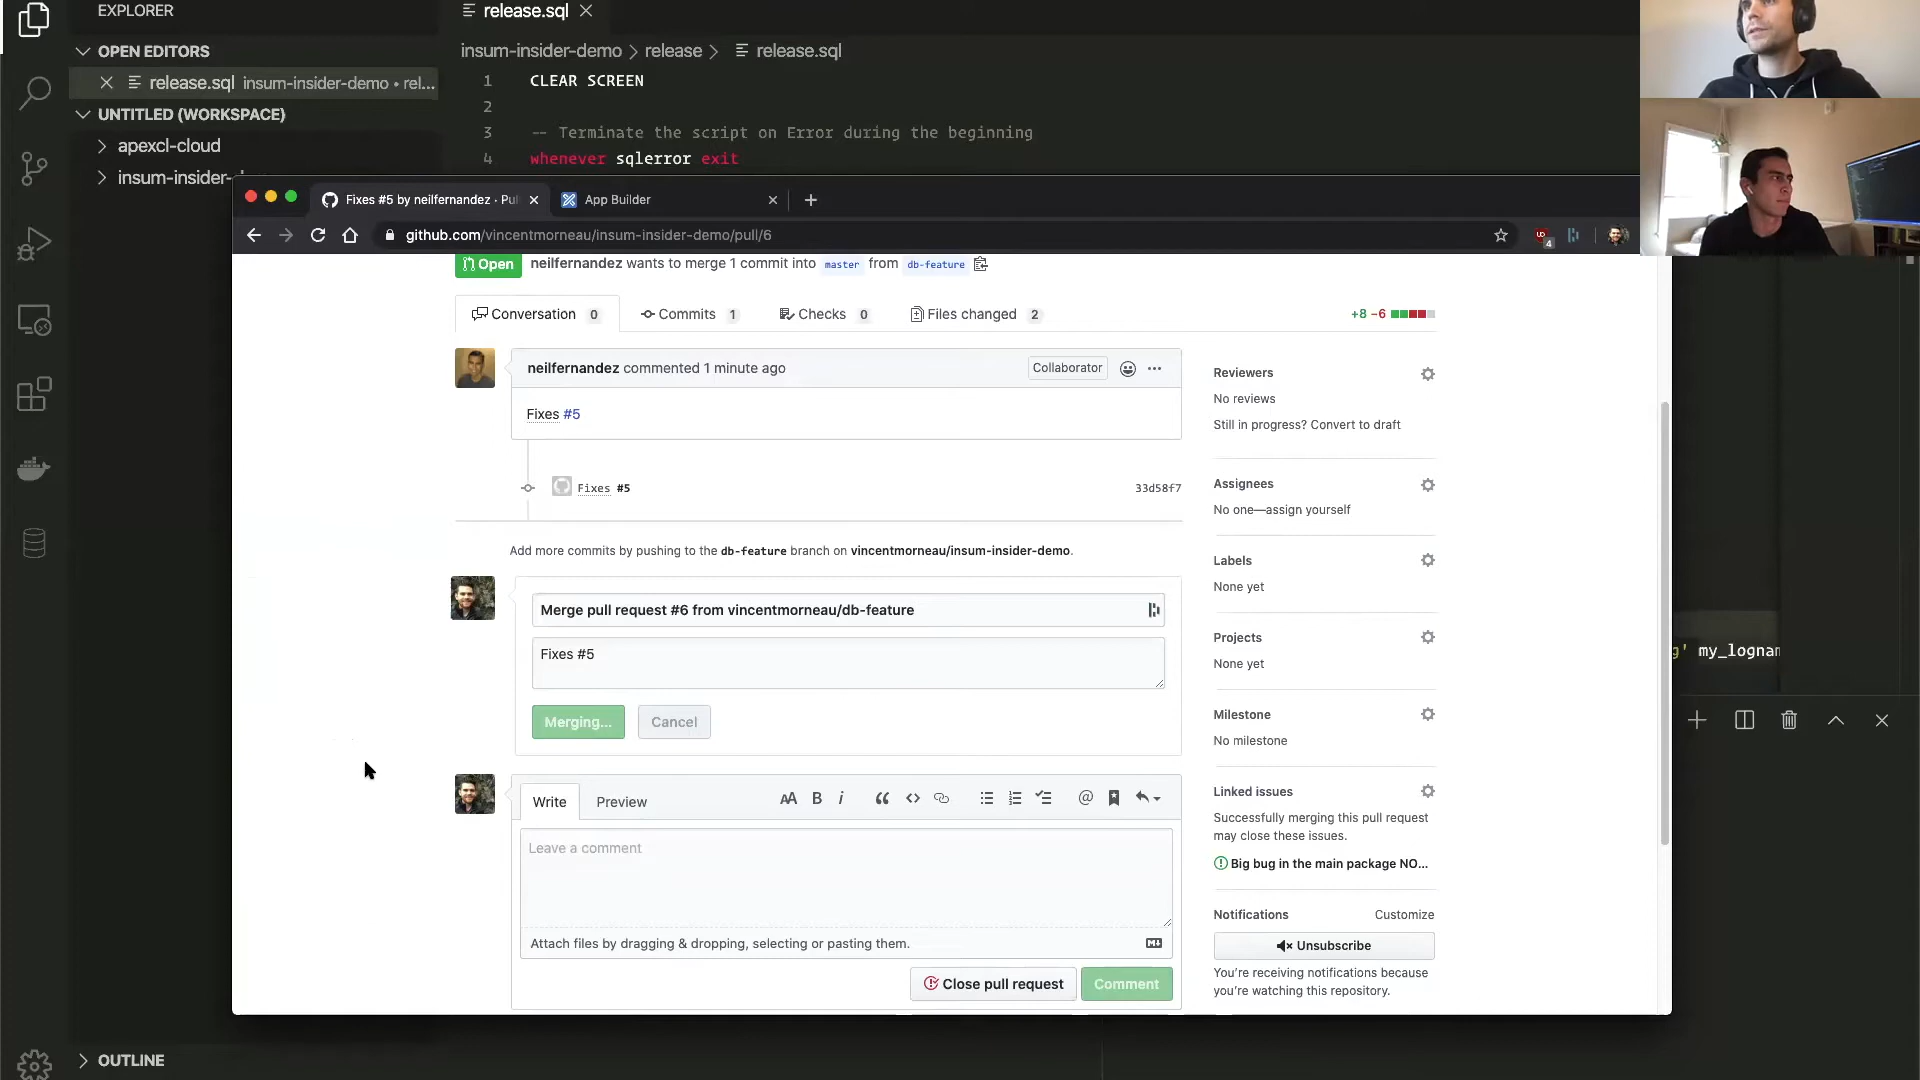 EXPLORER
release.sql
OPEN EDITORS
insum-insider-demo
release
release.sql
release.sql insum-insider-demo • rel...
1 CLEAR SCREEN
2
UNTITLED (WORKSPACE)
3 -- Terminate the script on Error during the beginning
apexcl-cloud
4 whenever sqlerror exit
insum-insider-
Fixes #5 by neilfernandez · Pu
App Builder
github.com/vincentmorneau/insum-insider-demo/pull/6
4
Open
neilfernandez wants to merge 1 commit into master from db-feature
Conversation 0
Commits 1
Checks 0
Files changed 2
+8 −6
neilfernandez commented 1 minute ago
Collaborator
Fixes #5
Fixes #5
33d58f7
Add more commits by pushing to the db-feature branch on vincentmorneau/insum-insider-demo.
Merge pull request #6 from vincentmorneau/db-feature
Fixes #5
Merging...
Cancel
Write
Preview
AA B i
Leave a comment
Attach files by dragging & dropping, selecting or pasting them.
Close pull request
Comment
Reviewers
No reviews
Still in progress? Convert to draft
Assignees
No one—assign yourself
Labels
None yet
Projects
None yet
Milestone
No milestone
Linked issues
Successfully merging this pull request
may close these issues.
Big bug in the main package NO...
Notifications
Customize
Unsubscribe
You're receiving notifications because
you're watching this repository.
g' my_lognam
OUTLINE